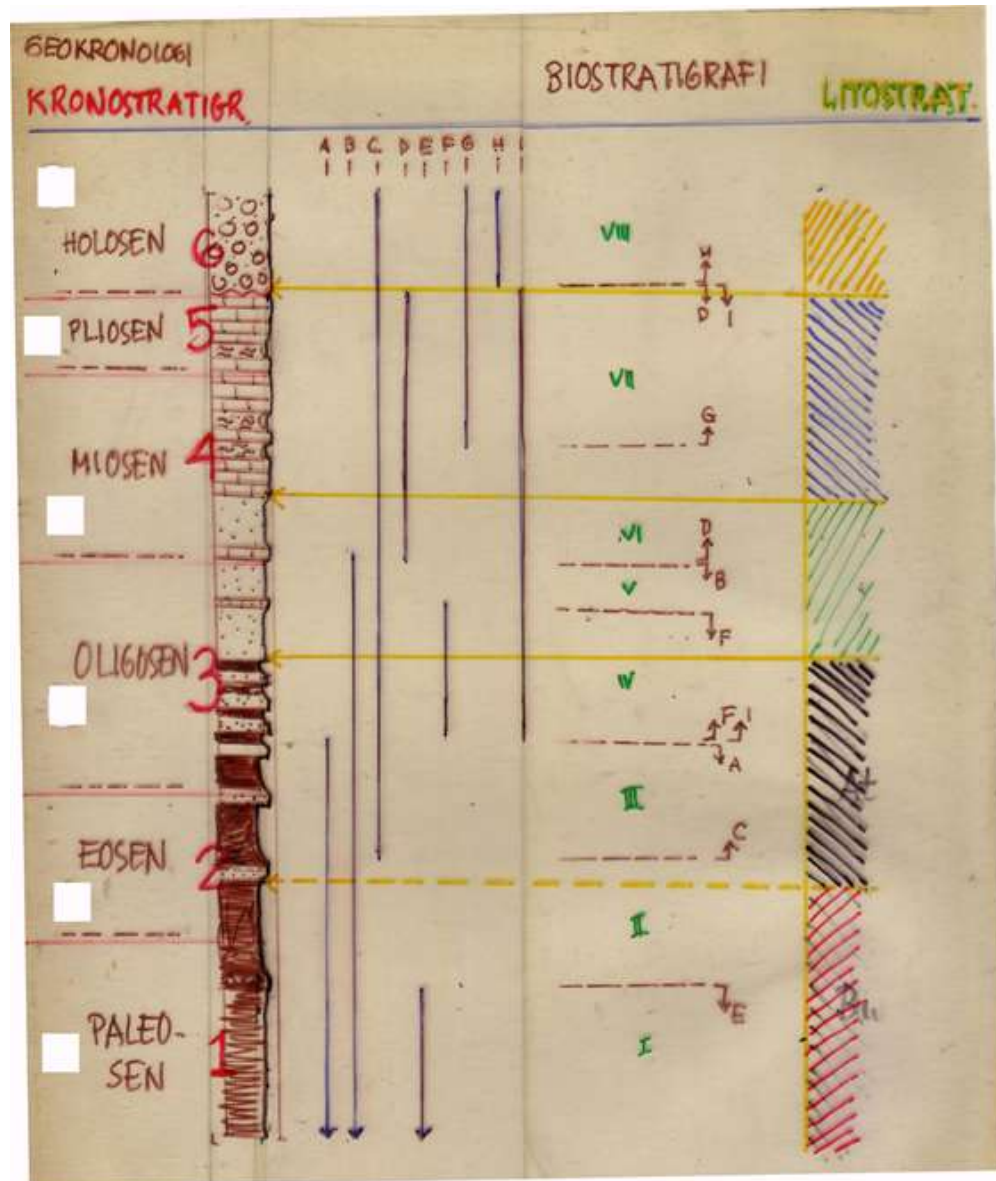 GEOKRONOLOGI
KRONOSTRATIGR.
BIOSTRATIGRAFI
LITOSTRAT.
A B C D E F G H I
HOLOSEN 6 VIII
H
D I
PLIOSEN 5
VII
G
MIOSEN 4
VI
D
B
V
F
OLIGOSEN 3
IV
F I
A
III
C
EOSEN 2
II
E
PALEO-
SEN
1
I